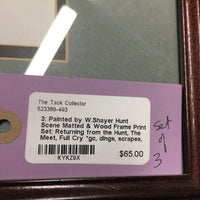 The Tack Collector
523389-493
3: Painted by W.Shayer Hunt
Scene Matted & Wood Frame Print
Set: Returning from the Hunt, The
Meet, Full Cry *gc, dings, scrapes,
KYKZ9X
$65.00
set
of
3